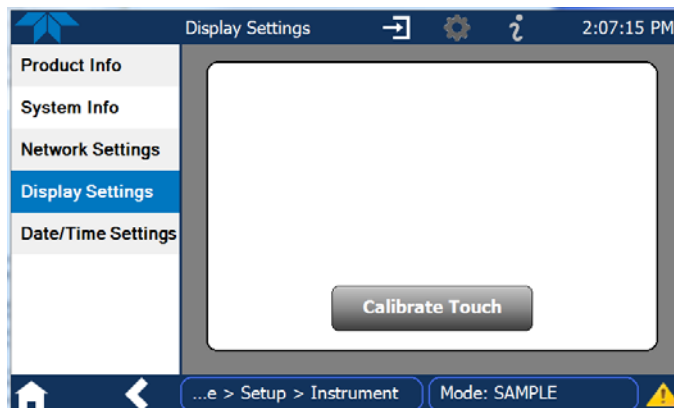 Display Settings 2:07:15 PM
Product Info
System Info
Network Settings
Display Settings
Date/Time Settings
Calibrate Touch
...e > Setup > Instrument Mode: SAMPLE